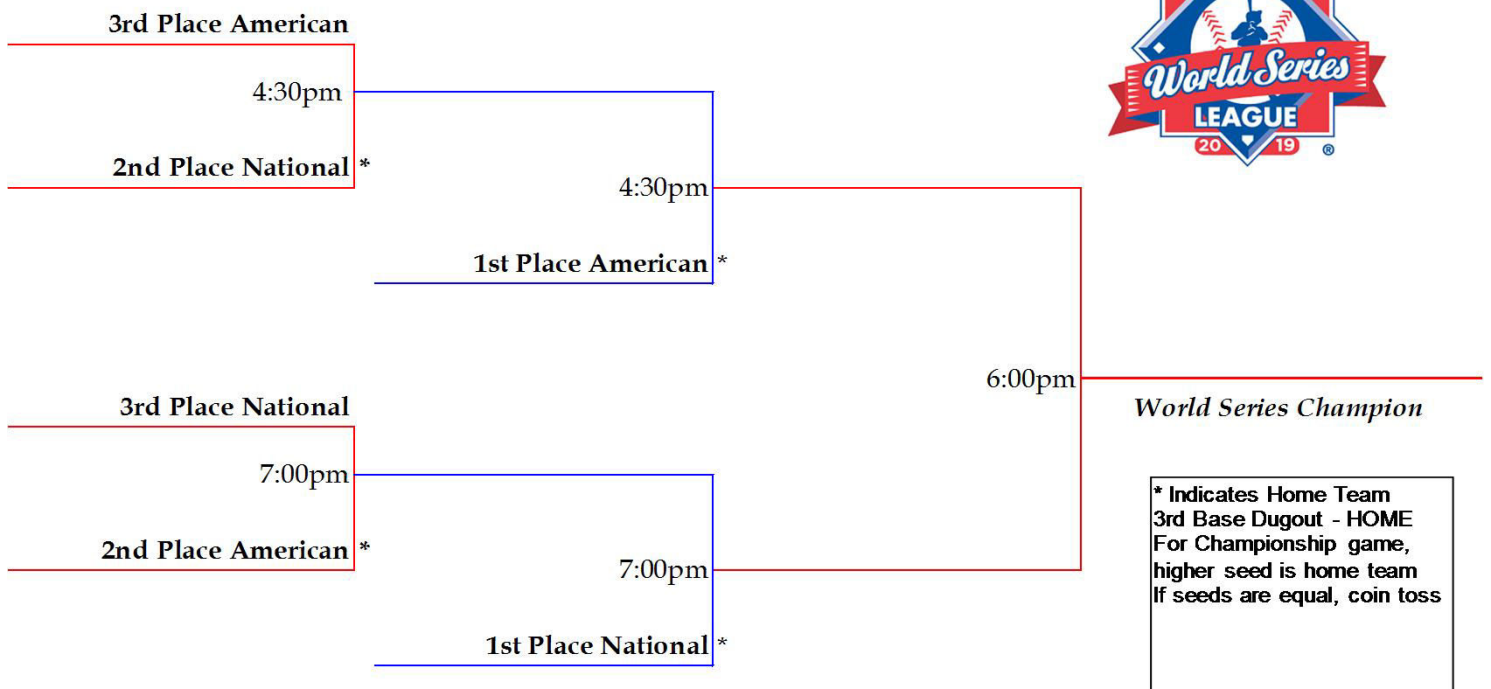 3rd Place American
4:30pm
2nd Place National *
4:30pm
1st Place American *
3rd Place National
7:00pm
2nd Place American *
7:00pm
1st Place National *
6:00pm
World Series Champion
World Series
LEAGUE
20 19 ®
* Indicates Home Team
3rd Base Dugout - HOME
For Championship game,
higher seed is home team
If seeds are equal, coin toss